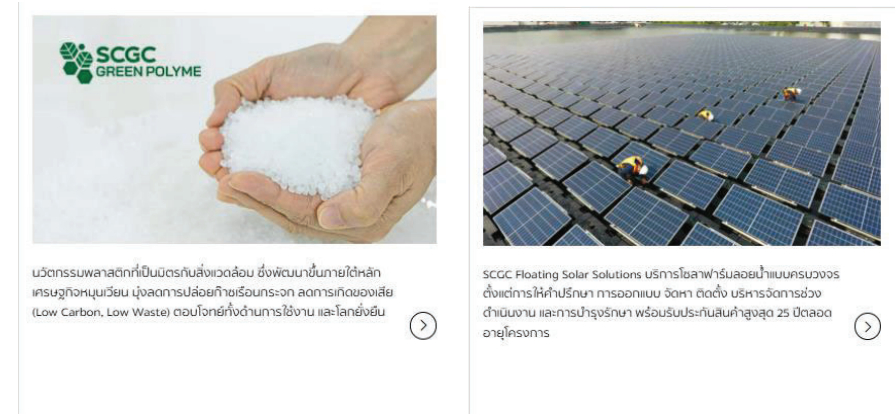 SCGC
GREEN POLYME
นวัตกรรมพลาสติกที่เป็นมิตรกับสิ่งแวดล้อม ซึ่งพัฒนาขึ้นภายใต้หลัก
เศรษฐกิจหมุนเวียน มุ่งลดการปล่อยก๊าซเรือนกระจก ลดการเกิดของเสีย
(Low Carbon, Low Waste) ตอบโจทย์ทั้งด้านการใช้งาน และโลกยั่งยืน
SCGC Floating Solar Solutions บริการโซลาฟาร์มลอยน้ำแบบครบวงจร
ตั้งแต่การให้คำปรึกษา การออกแบบ จัดหา ติดตั้ง บริหารจัดการช่วง
ดำเนินงาน และการบำรุงรักษา พร้อมรับประกันสินค้าสูงสุด 25 ปีตลอด
อายุโครงการ